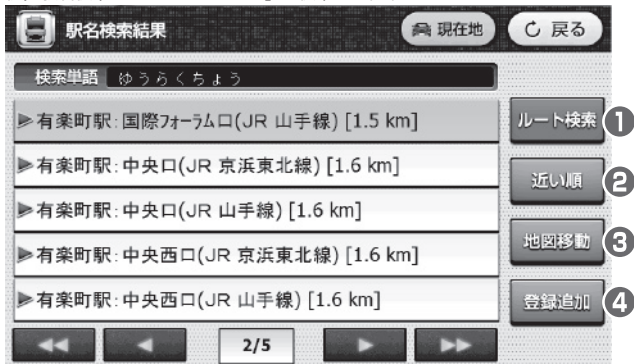 駅名検索結果
現在地
戻る
検索単語 ゆうらくちょう
有楽町駅:国際フォーラム口(JR 山手線) [1.5 km]
ルート検索 ❶
有楽町駅:中央口(JR 京浜東北線) [1.6 km]
近い順 ❷
有楽町駅:中央口(JR 山手線) [1.6 km]
地図移動 ❸
有楽町駅:中央西口(JR 京浜東北線) [1.6 km]
有楽町駅:中央西口(JR 山手線) [1.6 km]
登録追加 ❹
2/5